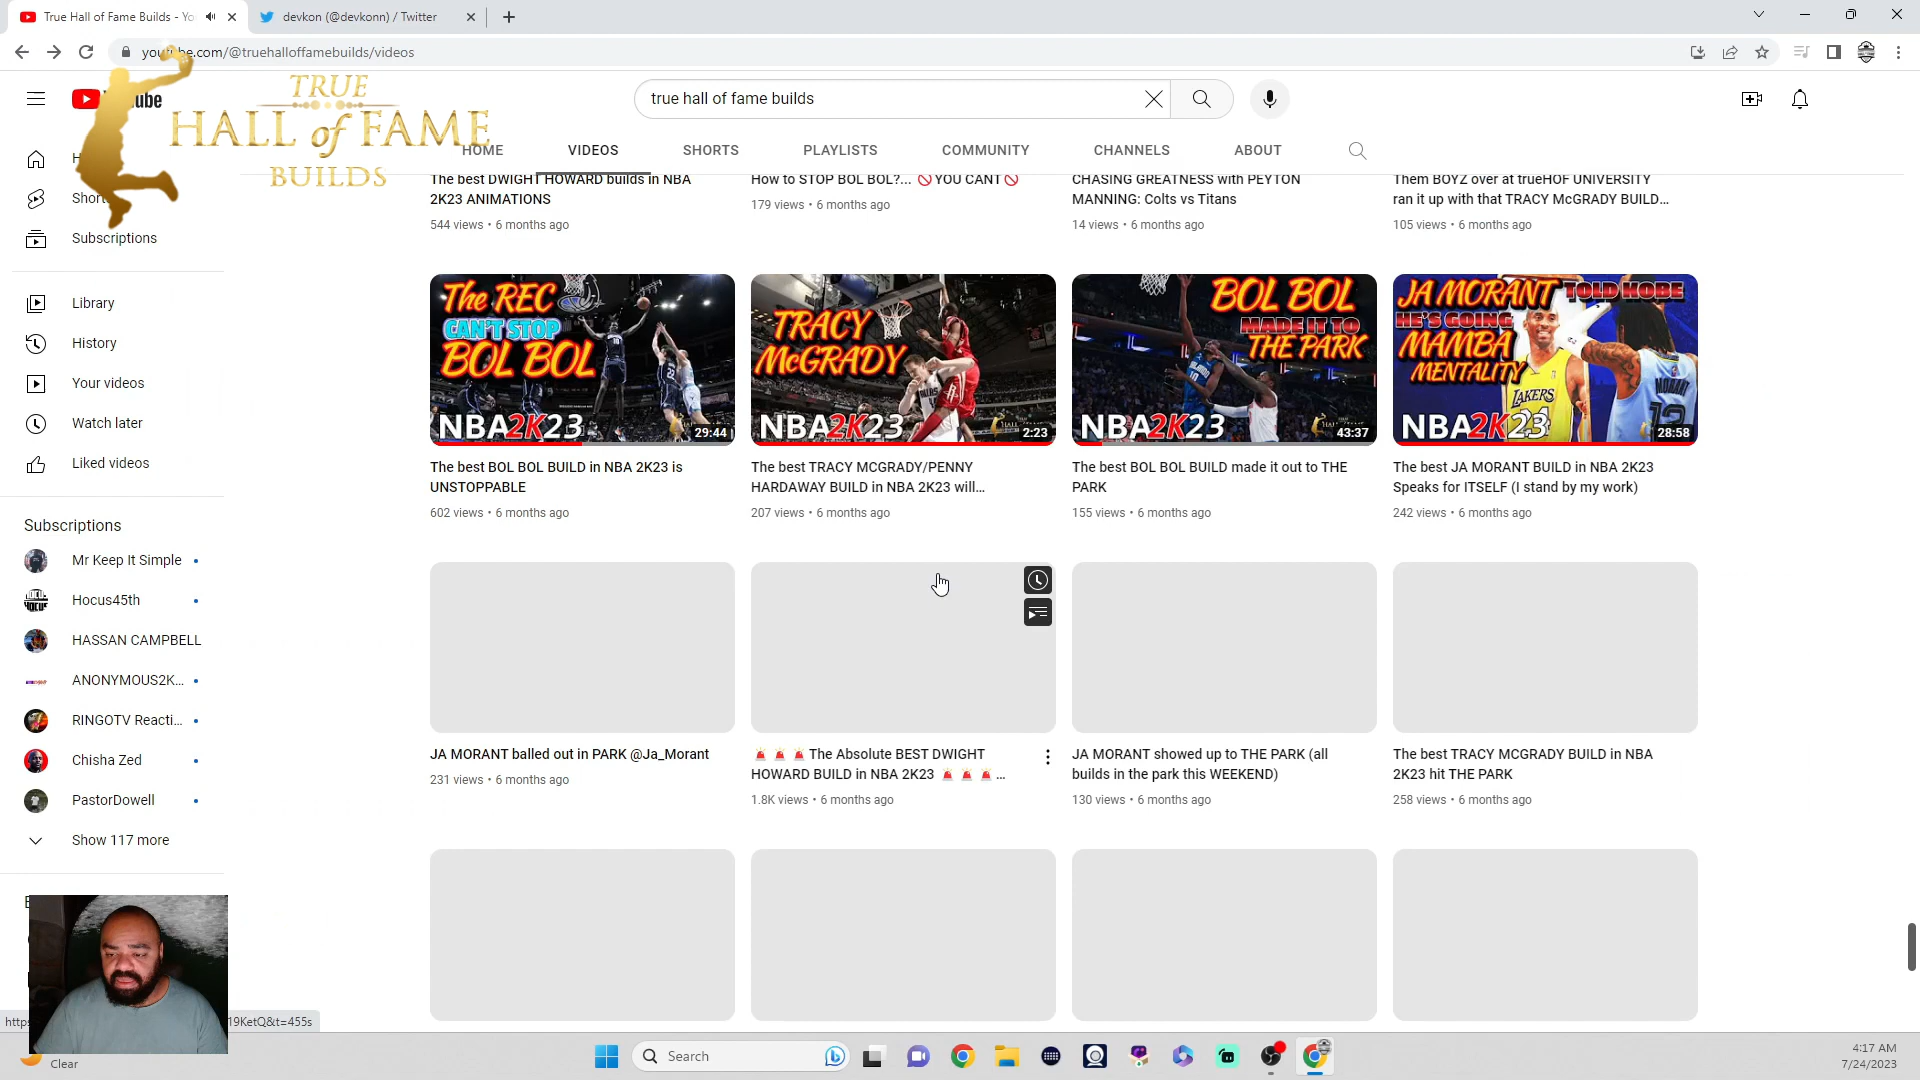 True Hall of Fame Builds - Yo
devkon (@devkonn) / Twitter
youtube.com/@truehalloffamebuilds/videos
TRUE
HALL of FAME
BUILDS
true hall of fame builds
HOME
VIDEOS
SHORTS
PLAYLISTS
COMMUNITY
CHANNELS
ABOUT
Shorts
Subscriptions
Library
History
Your videos
Watch later
Liked videos
Subscriptions
Mr Keep It Simple
Hocus45th
HASSAN CAMPBELL
ANONYMOUS2K...
RINGOTV Reacti...
Chisha Zed
PastorDowell
Show 117 more
The best DWIGHT HOWARD builds in NBA
2K23 ANIMATIONS
544 views • 6 months ago
How to STOP BOL BOL?... 🚫YOU CAN'T🚫
179 views • 6 months ago
CHASING GREATNESS with PEYTON
MANNING: Colts vs Titans
14 views • 6 months ago
Them BOYZ over at trueHOF UNIVERSITY
ran it up with that TRACY McGRADY BUILD...
105 views • 6 months ago
The REC
CAN'T STOP
BOL BOL
NBA2K23
29:44
TRACY
McGRADY
NBA2K23
2:23
BOL BOL
MADE IT TO
THE PARK
NBA2K23
43:37
JA MORANT TOLD KOBE
HE'S GOING
MAMBA
MENTALITY
LAKERS
24
MORANT
12
NBA2K23
28:58
The best BOL BOL BUILD in NBA 2K23 is
UNSTOPPABLE
602 views • 6 months ago
The best TRACY MCGRADY/PENNY
HARDAWAY BUILD in NBA 2K23 will...
207 views • 6 months ago
The best BOL BOL BUILD made it out to THE
PARK
155 views • 6 months ago
The best JA MORANT BUILD in NBA 2K23
Speaks for ITSELF (I stand by my work)
242 views • 6 months ago
JA MORANT balled out in PARK @Ja_Morant
231 views • 6 months ago
🚨 🚨 🚨The Absolute BEST DWIGHT
HOWARD BUILD in NBA 2K23 🚨 🚨 🚨 ...
1.8K views • 6 months ago
JA MORANT showed up to THE PARK (all
builds in the park this WEEKEND)
130 views • 6 months ago
The best TRACY MCGRADY BUILD in NBA
2K23 hit THE PARK
258 views • 6 months ago
https
19KetQ&t=455s
Clear
Search
4:17 AM
7/24/2023